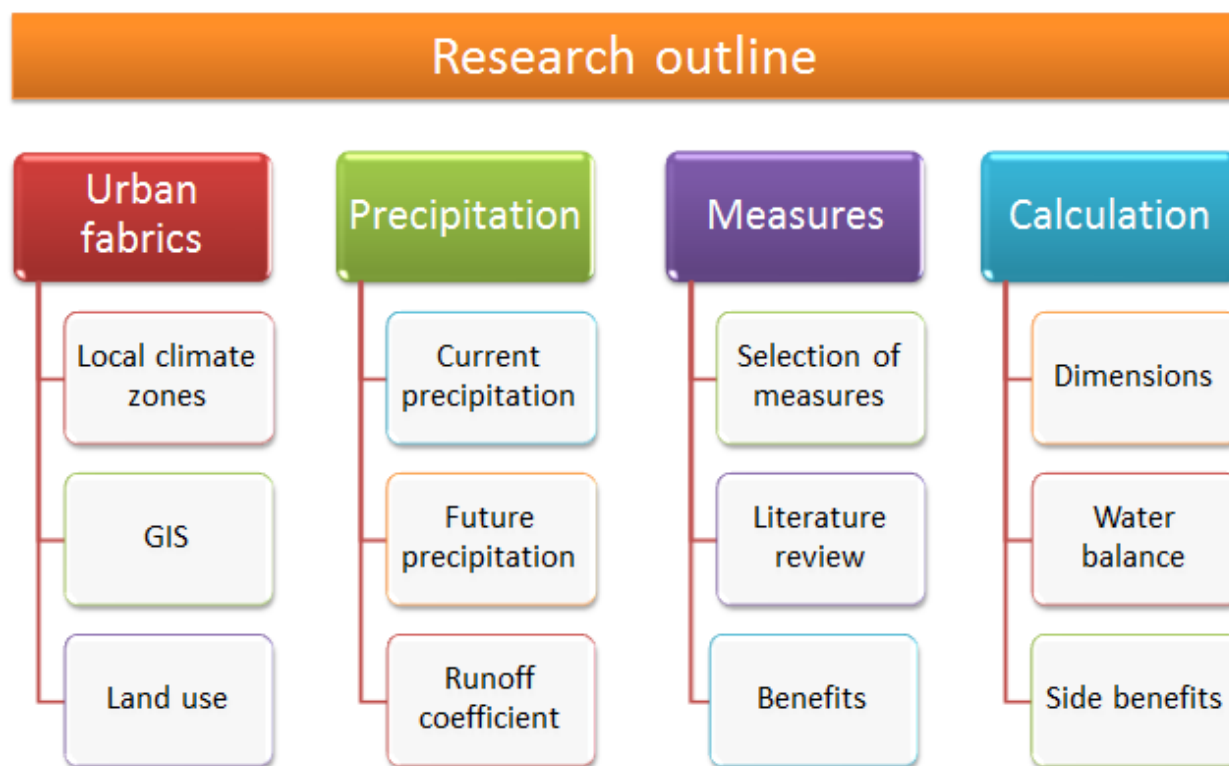 Research outline
Urban
fabrics
Local climate
zones
GIS
Land use
Precipitation
Current
precipitation
Future
precipitation
Runoff
coefficient
Measures
Selection of
measures
Literature
review
Benefits
Calculation
Dimensions
Water
balance
Side benefits